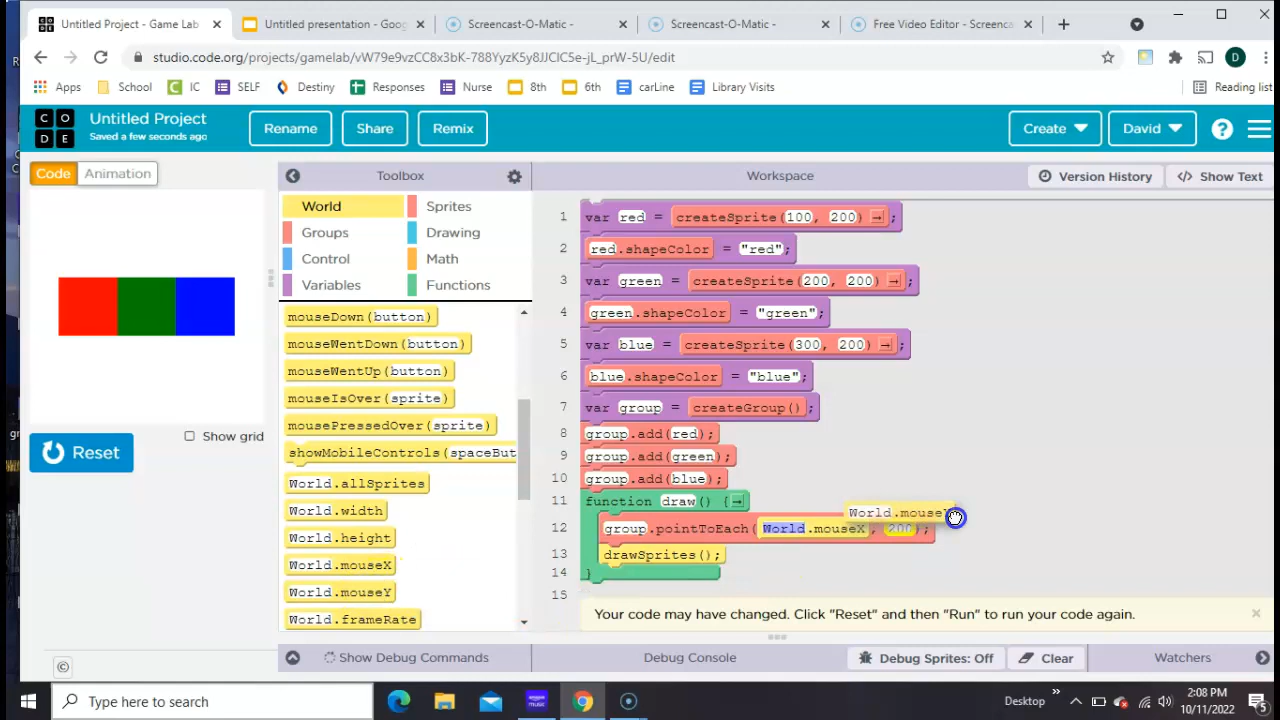 Untitled Project - Game Lab
Untitled presentation - Goog
Screencast-O-Matic -
Screencast-O-Matic -
Free Video Editor - Screenca
studio.code.org/projects/gamelab/vW79e9vzCC8x3bK-788YyzK5y8JJCIC5e-jL_prW-5U/edit
D
Apps
School
IC
SELF
Destiny
Responses
Nurse
8th
6th
carLine
Library Visits
Reading list
C O
D E
Untitled Project
Saved a few seconds ago
Rename
Share
Remix
Create
David
?
Code
Animation
Toolbox
Workspace
Version History
</> Show Text
World
Sprites
Groups
Drawing
Control
Math
Variables
Functions
mouseDown(button)
mouseWentDown(button)
mouseWentUp(button)
mouseIsOver(sprite)
mousePressedOver(sprite)
showMobileControls(spaceBut
World.allSprites
World.width
World.height
World.mouseX
World.mouseY
World.frameRate
Reset
Show grid
1 var red = createSprite(100, 200);
2 red.shapeColor = "red";
3 var green = createSprite(200, 200);
4 green.shapeColor = "green";
5 var blue = createSprite(300, 200);
6 blue.shapeColor = "blue";
7 var group = createGroup();
8 group.add(red);
9 group.add(green);
10 group.add(blue);
11 function draw() {
World.mouse
12 group.pointToEach(World.mouseX, 200);
13 drawSprites();
14 }
15
Your code may have changed. Click "Reset" and then "Run" to run your code again.
©
Show Debug Commands
Debug Console
Debug Sprites: Off
Clear
Watchers
Type here to search
music
Desktop
2:08 PM
10/11/2022
5